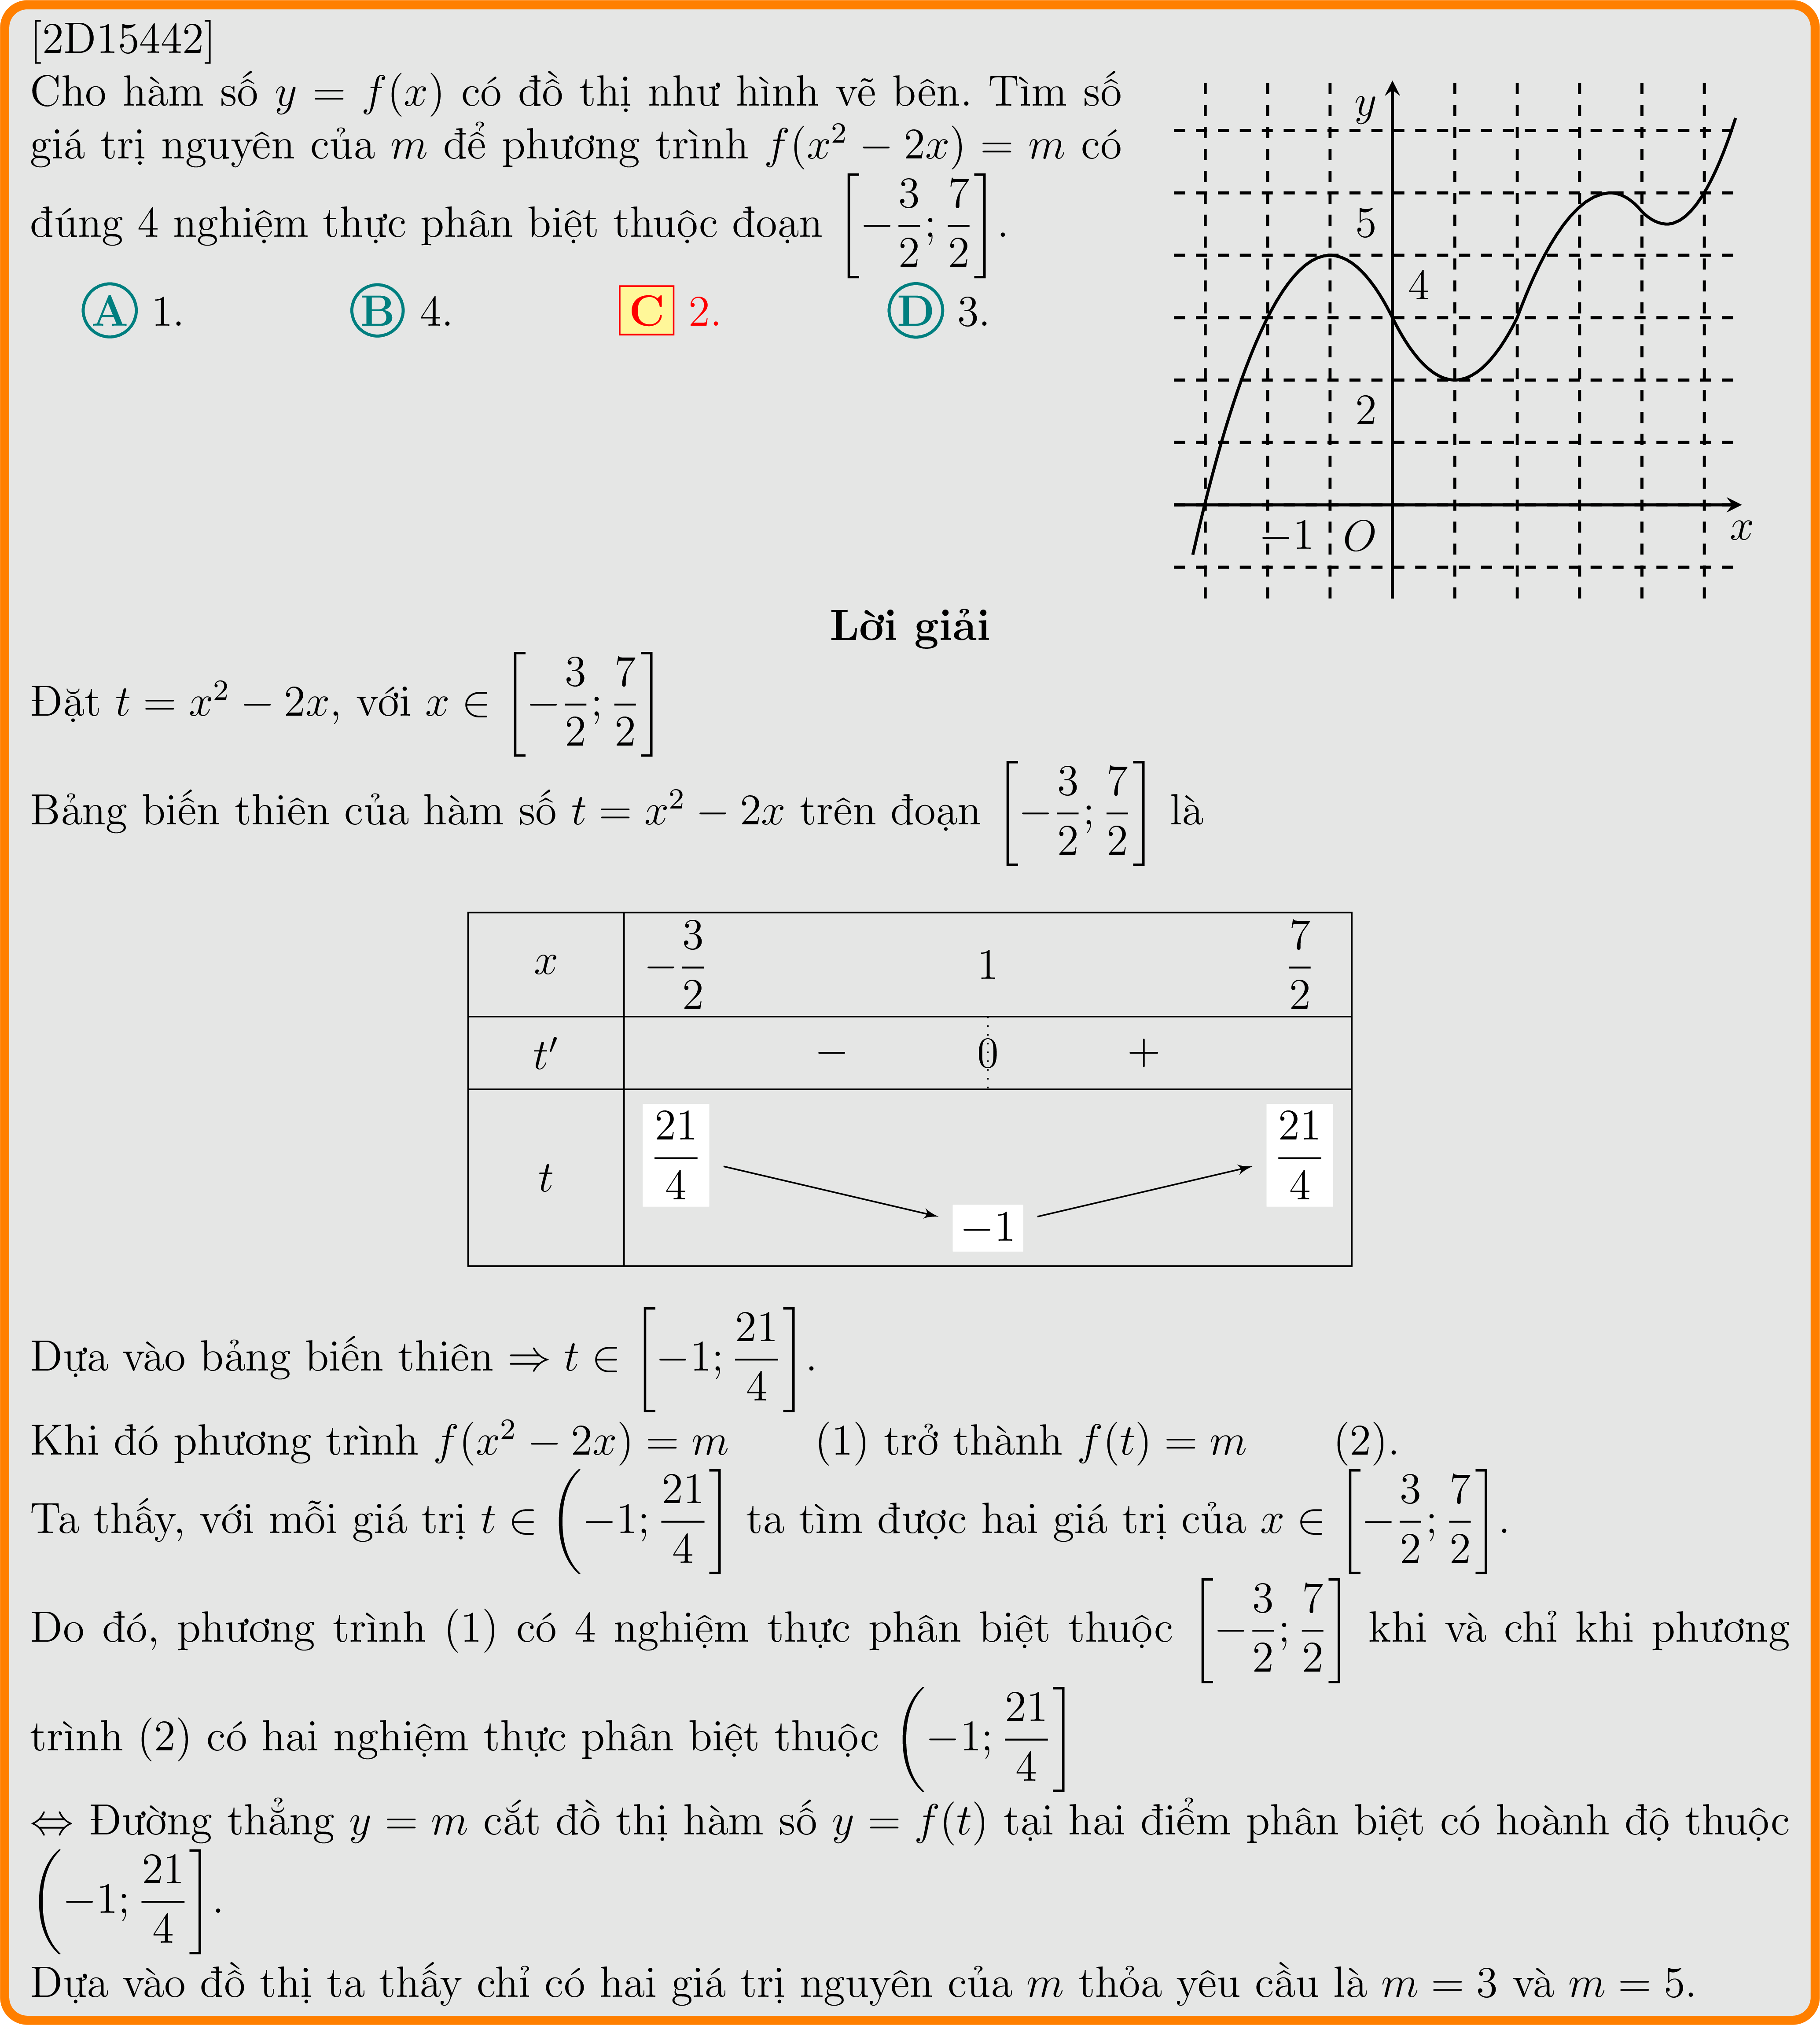 [2D15442]
Cho hàm số $y = f(x)$ có đồ thị như hình vẽ bên. Tìm số
giá trị nguyên của $m$ để phương trình $f(x^2 - 2x) = m$ có
đúng 4 nghiệm thực phân biệt thuộc đoạn $\left[-\frac{3}{2}; \frac{7}{2}\right]$.
A 1. B 4. C 2. D 3.
y
5
4
2
−1 O x
Lời giải
Đặt $t = x^2 - 2x$, với $x \in \left[-\frac{3}{2}; \frac{7}{2}\right]$
Bảng biến thiên của hàm số $t = x^2 - 2x$ trên đoạn $\left[-\frac{3}{2}; \frac{7}{2}\right]$ là
$x$ $-\frac{3}{2}$ 1 $\frac{7}{2}$
$t'$ − 0 +
$t$ $\frac{21}{4}$ −1 $\frac{21}{4}$
Dựa vào bảng biến thiên $\Rightarrow t \in \left[-1; \frac{21}{4}\right]$.
Khi đó phương trình $f(x^2 - 2x) = m$ (1) trở thành $f(t) = m$ (2).
Ta thấy, với mỗi giá trị $t \in \left(-1; \frac{21}{4}\right]$ ta tìm được hai giá trị của $x \in \left[-\frac{3}{2}; \frac{7}{2}\right]$.
Do đó, phương trình (1) có 4 nghiệm thực phân biệt thuộc $\left[-\frac{3}{2}; \frac{7}{2}\right]$ khi và chỉ khi phương
trình (2) có hai nghiệm thực phân biệt thuộc $\left(-1; \frac{21}{4}\right]$
$\Leftrightarrow$ Đường thẳng $y = m$ cắt đồ thị hàm số $y = f(t)$ tại hai điểm phân biệt có hoành độ thuộc
$\left(-1; \frac{21}{4}\right]$.
Dựa vào đồ thị ta thấy chỉ có hai giá trị nguyên của $m$ thỏa yêu cầu là $m = 3$ và $m = 5$.